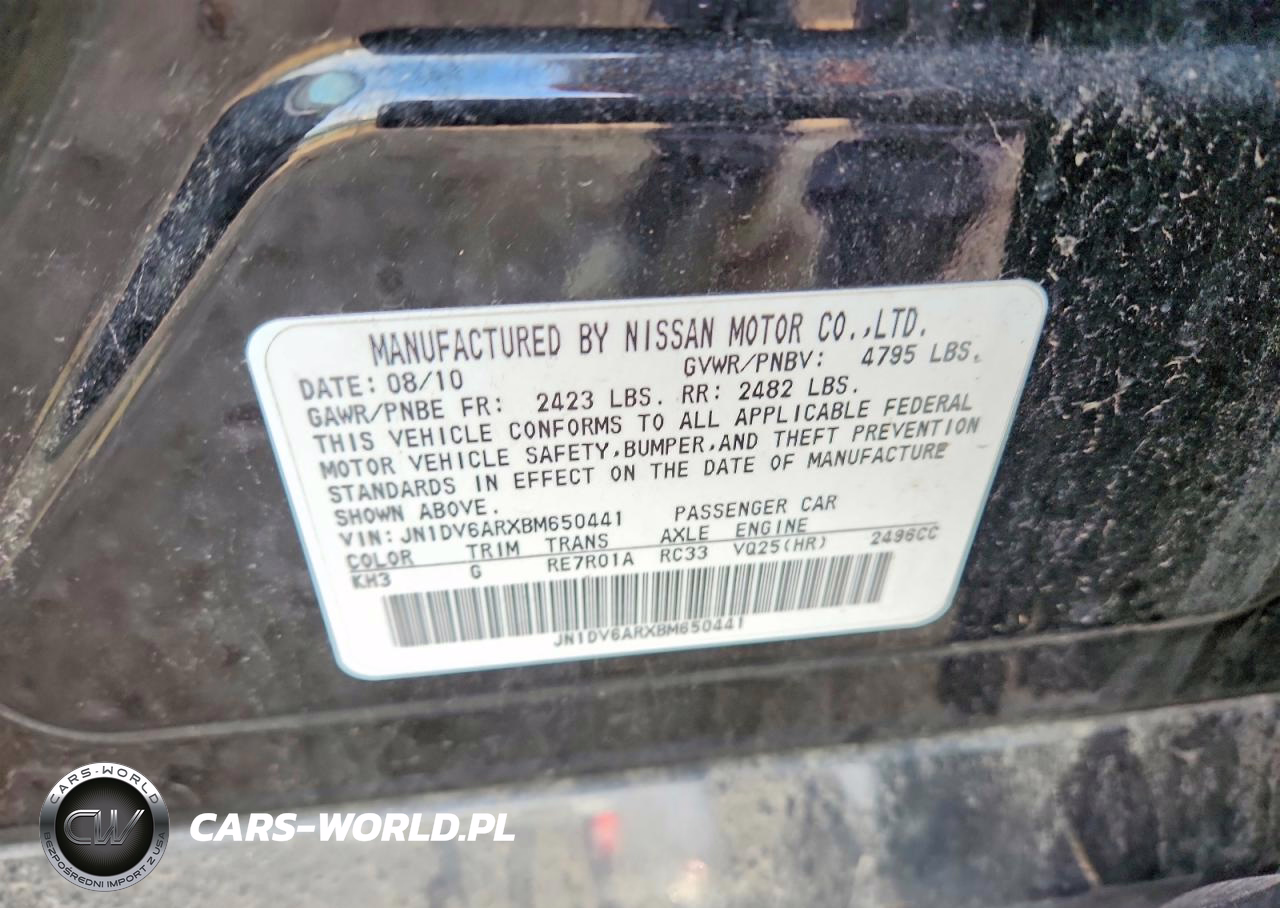 MANUFACTURED BY NISSAN MOTOR CO.,LTD.
DATE: 08/10 GVWR/PNBV: 4795 LBS.
GAWR/PNBE FR: 2423 LBS. RR: 2482 LBS.
THIS VEHICLE CONFORMS TO ALL APPLICABLE FEDERAL
MOTOR VEHICLE SAFETY,BUMPER,AND THEFT PREVENTION
STANDARDS IN EFFECT ON THE DATE OF MANUFACTURE
SHOWN ABOVE.
VIN: JN1DV6ARXBM650441 PASSENGER CAR
COLOR TRIM TRANS AXLE ENGINE
KH3 G RE7R01A RC33 VQ25(HR) 2496CC
JN1DV6ARXBM650441
CARS-WORLD
CW
BEZPOŚREDNI IMPORT Z USA
CARS-WORLD.PL